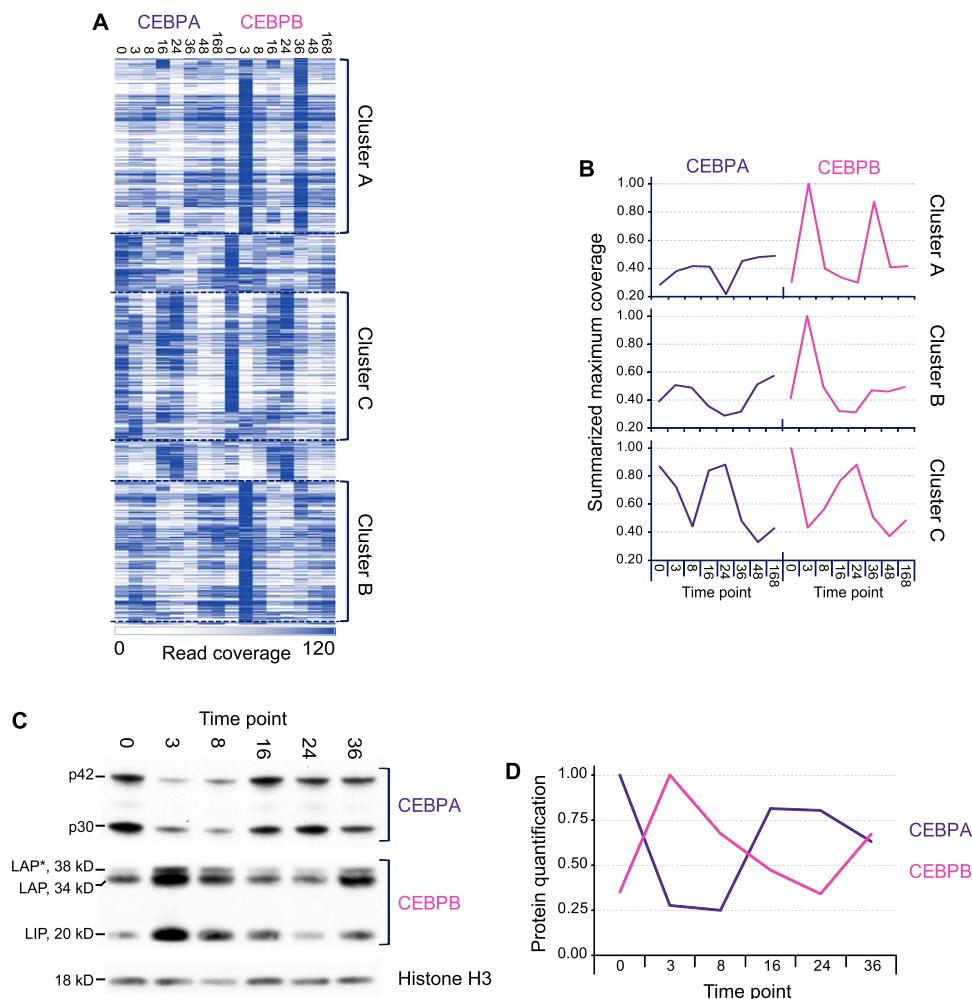 A
CEBPA CEBPB
0 3 8 16 24 36 48 168 0 3 8 16 24 36 48 168
Cluster A
Cluster C
Cluster B
0 120
Read coverage
B
CEBPA CEBPB
Summarized maximum coverage
1.00
0.80
0.60
0.40
0.20
Cluster A
1.00
0.80
0.60
0.40
0.20
Cluster B
1.00
0.80
0.60
0.40
0.20
Cluster C
0 3 8 16 24 36 48 168 0 3 8 16 24 36 48 168
Time point Time point
C
Time point
0 3 8 16 24 36
p42
p30
CEBPA
LAP*, 38 kD
LAP, 34 kD
LIP, 20 kD
CEBPB
18 kD
Histone H3
D
Protein quantification
1.00
0.75
0.50
0.25
0.00
CEBPA
CEBPB
0 3 8 16 24 36
Time point